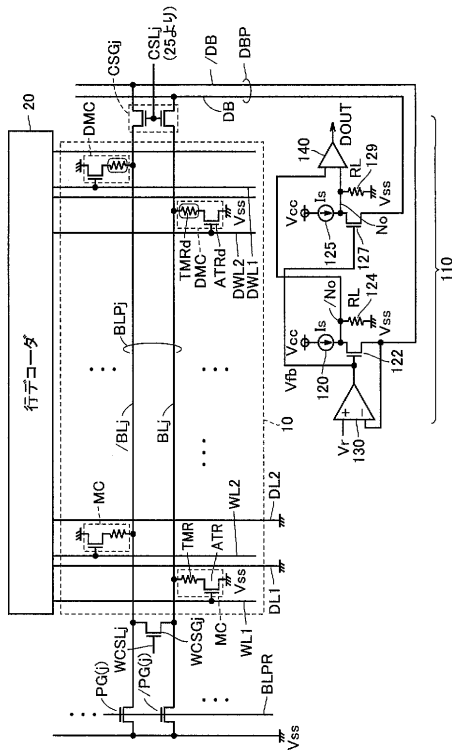 20
行デコーダ
CSGj
CSLj
(25より)
/DB
DBP
DB
DMC
TMRd
DMC
ATRd
Vss
DWL2
DWL1
BLPj
/BLj
BLj
10
MC
WL2
DL2
TMR
ATR
Vss
MC
DL1
WL1
WCSLj
WCSGj
PG(j)
/PG(j)
BLPR
Vss
140
DOUT
Vcc
Is
125
RL
129
Vss
No
127
/No
Vcc
Is
120
RL
124
Vss
122
Vfb
Vr
+
−
130
110